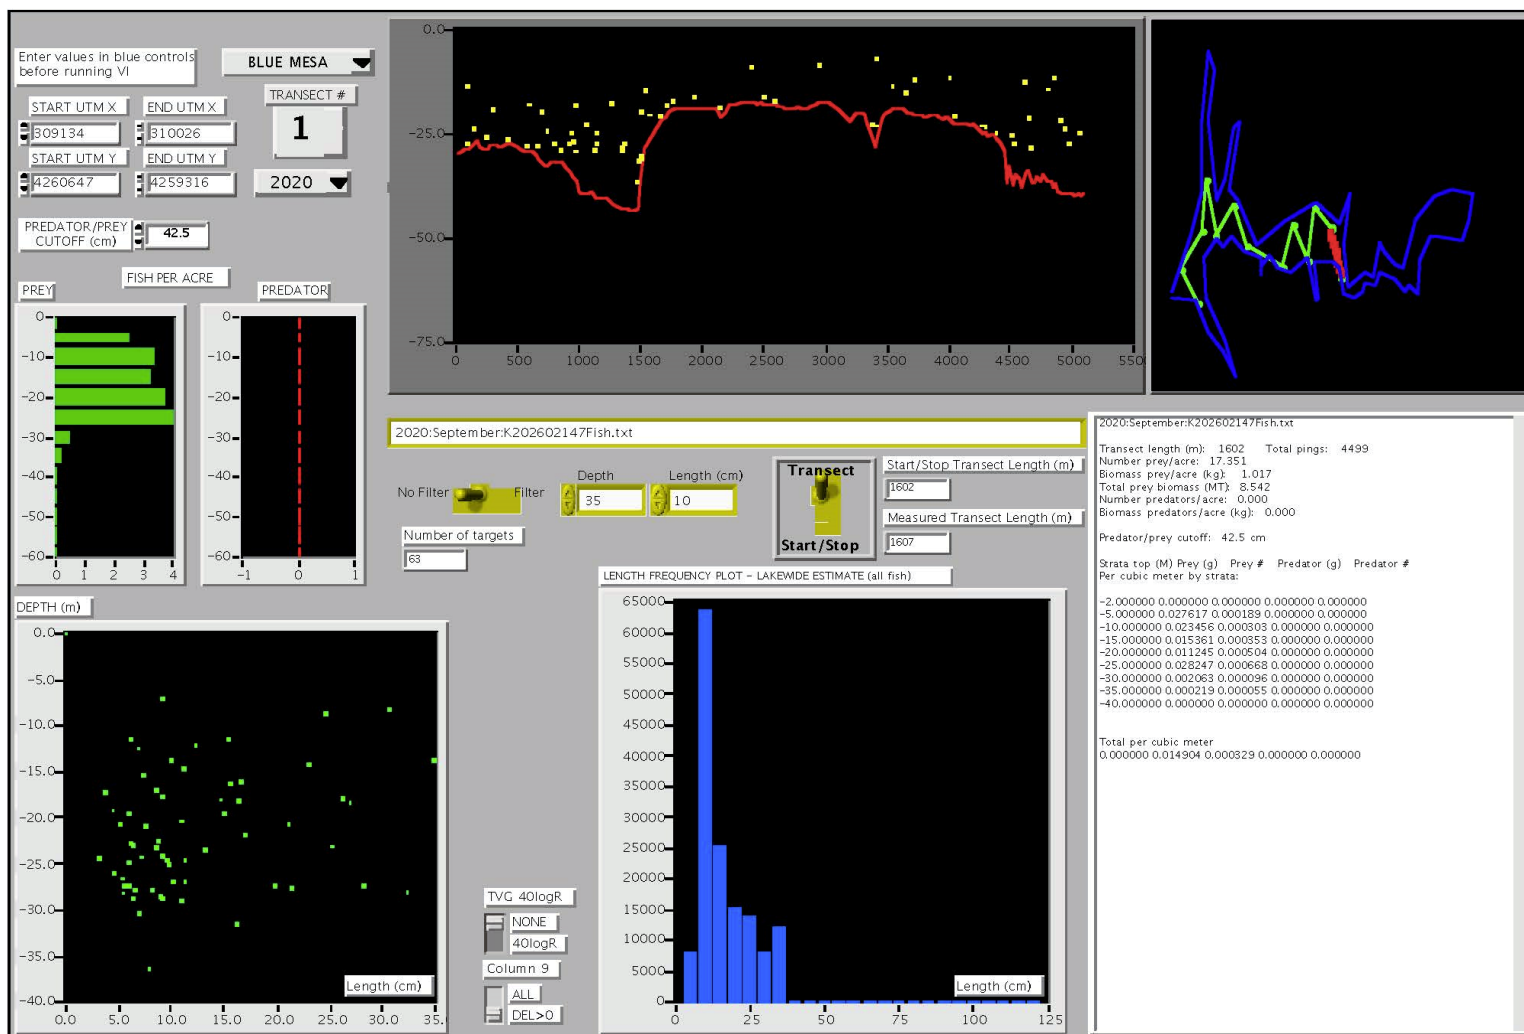 Enter values in blue controls
before running VI
BLUE MESA
TRANSECT #
1
START UTM X
END UTM X
309134
310026
START UTM Y
END UTM Y
4260647
4259316
2020
PREDATOR/PREY
CUTOFF (cm)
42.5
FISH PER ACRE
PREY
PREDATOR
0
-10
-20
-30
-40
-50
-60
0 1 2 3 4
0
-10
-20
-30
-40
-50
-60
-1 0 1
0.0
-25.0
-50.0
-75.0
0 500 1000 1500 2000 2500 3000 3500 4000 4500 5000 5500
2020:September:K202602147Fish.txt
No Filter
Filter
Depth
35
Length (cm)
10
Transect
Start/Stop
Start/Stop Transect Length (m)
1602
Measured Transect Length (m)
1607
Number of targets
63
DEPTH (m)
0.0
-5.0
-10.0
-15.0
-20.0
-25.0
-30.0
-35.0
-40.0
0.0 5.0 10.0 15.0 20.0 25.0 30.0 35.0
Length (cm)
TVG 40logR
NONE
40logR
Column 9
ALL
DEL>0
LENGTH FREQUENCY PLOT - LAKEWIDE ESTIMATE (all fish)
65000
60000
55000
50000
45000
40000
35000
30000
25000
20000
15000
10000
5000
0
0 25 50 75 100 125
Length (cm)
2020:September:K202602147Fish.txt
Transect length (m): 1602 Total pings: 4499
Number prey/acre: 17.351
Biomass prey/acre (kg): 1.017
Total prey biomass (MT): 8.542
Number predators/acre: 0.000
Biomass predators/acre (kg): 0.000
Predator/prey cutoff: 42.5 cm
Strata top (M) Prey (g) Prey # Predator (g) Predator #
Per cubic meter by strata:
-2.000000 0.000000 0.000000 0.000000 0.000000
-5.000000 0.027617 0.000189 0.000000 0.000000
-10.000000 0.023456 0.000303 0.000000 0.000000
-15.000000 0.015361 0.000353 0.000000 0.000000
-20.000000 0.011245 0.000504 0.000000 0.000000
-25.000000 0.028247 0.000668 0.000000 0.000000
-30.000000 0.002063 0.000096 0.000000 0.000000
-35.000000 0.000219 0.000055 0.000000 0.000000
-40.000000 0.000000 0.000000 0.000000 0.000000
Total per cubic meter
0.000000 0.014904 0.000329 0.000000 0.000000